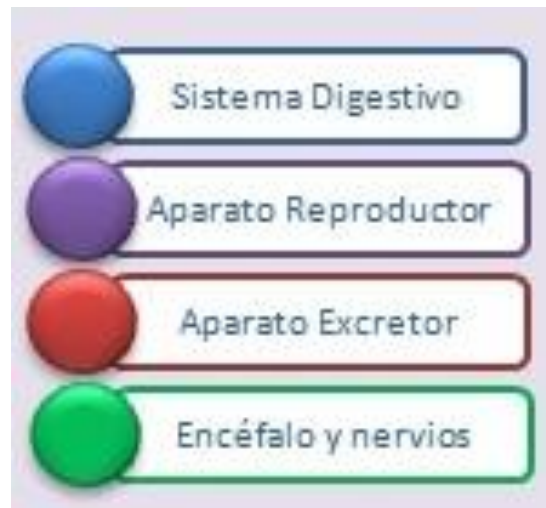 Sistema Digestivo
Aparato Reproductor
Aparato Excretor
Encéfalo y nervios